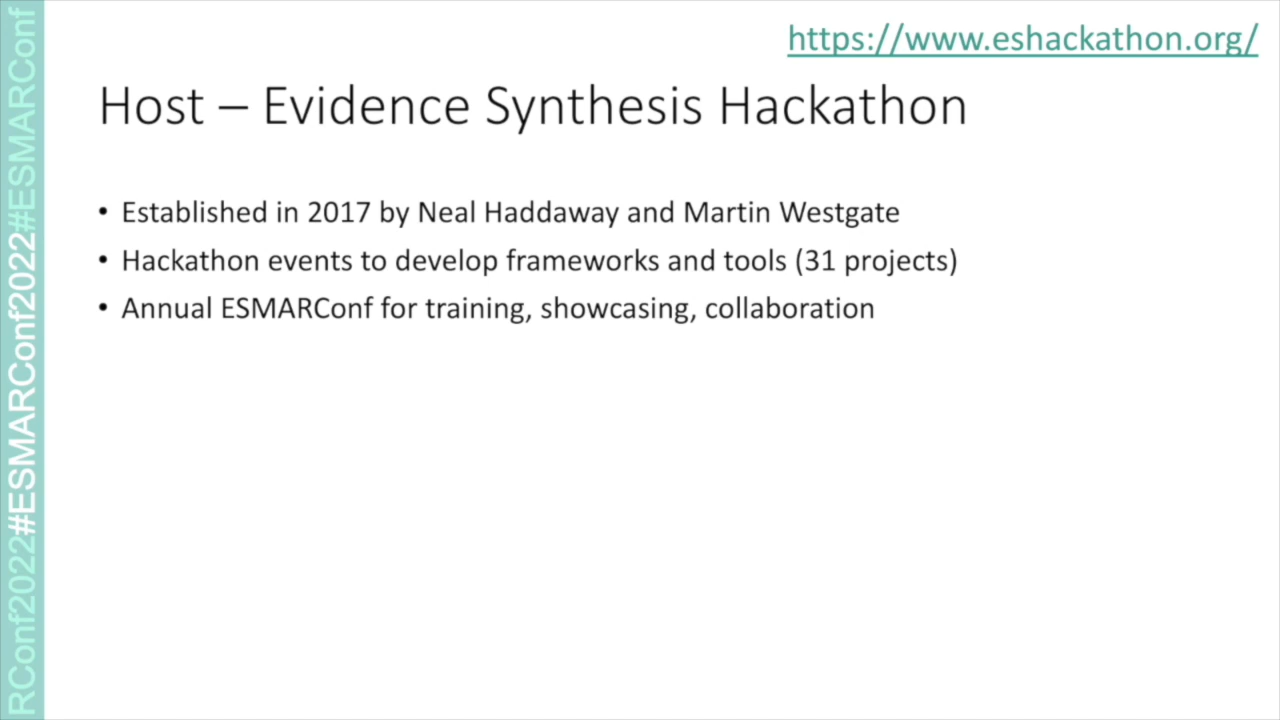 https://www.eshackathon.org/
Host – Evidence Synthesis Hackathon
• Established in 2017 by Neal Haddaway and Martin Westgate
• Hackathon events to develop frameworks and tools (31 projects)
• Annual ESMARConf for training, showcasing, collaboration
RConf2022#ESMARConf2022#ESMARConf